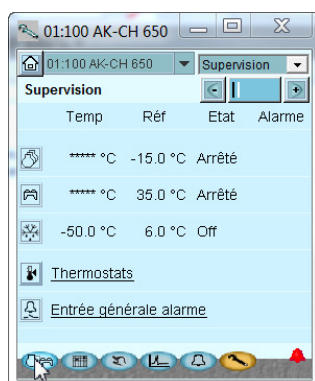 01:100 AK-CH 650
01:100 AK-CH 650 Supervision
Supervision
Temp Réf Etat Alarme
***** °C -15.0 °C Arrêté
***** °C 35.0 °C Arrêté
-50.0 °C 6.0 °C Off
Thermostats
Entrée générale alarme